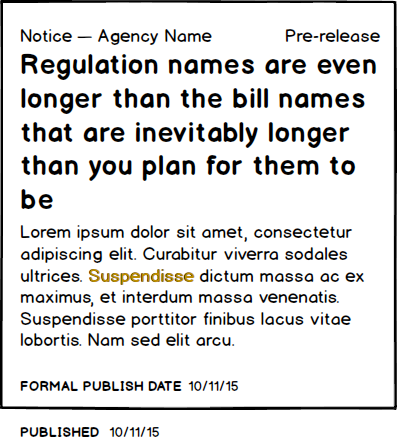 Notice — Agency Name Pre-release
Regulation names are even
longer than the bill names
that are inevitably longer
than you plan for them to
be
Lorem ipsum dolor sit amet, consectetur
adipiscing elit. Curabitur viverra sodales
ultrices. Suspendisse dictum massa ac ex
maximus, et interdum massa venenatis.
Suspendisse porttitor finibus lacus vitae
lobortis. Nam sed elit arcu.
FORMAL PUBLISH DATE 10/11/15
PUBLISHED 10/11/15